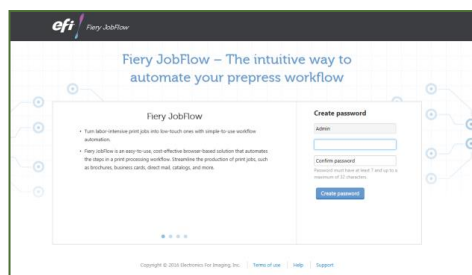 efi Fiery JobFlow
Fiery JobFlow – The intuitive way to
automate your prepress workflow
Fiery JobFlow
• Turn labor-intensive print jobs into low-touch ones with simple-to-use workflow
automation.
• Fiery JobFlow is an easy-to-use, cost-effective browser-based solution that automates
the steps in a print processing workflow. Streamline the production of print jobs, such
as brochures, business cards, direct mail, catalogs, and more.
Create password
Admin
Confirm password
Password must have at least 7 and up to a
maximum of 32 characters.
Create password
Copyright © 2016 Electronics For Imaging, Inc. | Terms of use | Help | Support